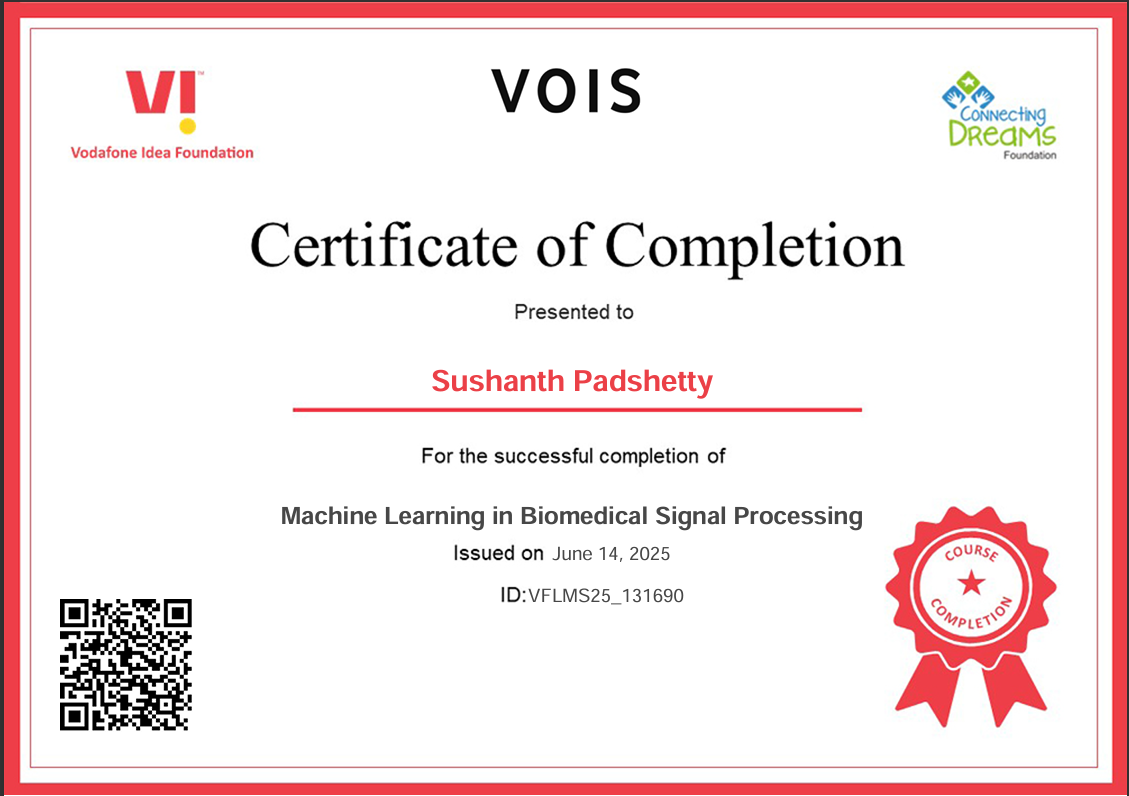 VI™
Vodafone Idea Foundation
VOIS
Connecting
Dreams
Foundation
Certificate of Completion
Presented to
Sushanth Padshetty
For the successful completion of
Machine Learning in Biomedical Signal Processing
Issued on June 14, 2025
ID:VFLMS25_131690
COURSE
COMPLETION